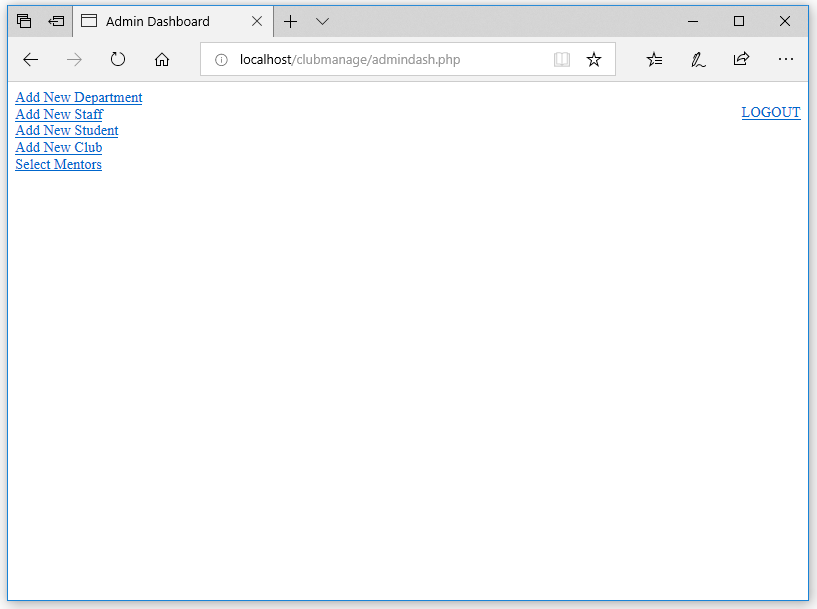 Admin Dashboard
localhost/clubmanage/admindash.php
Add New Department
LOGOUT
Add New Staff
Add New Student
Add New Club
Select Mentors